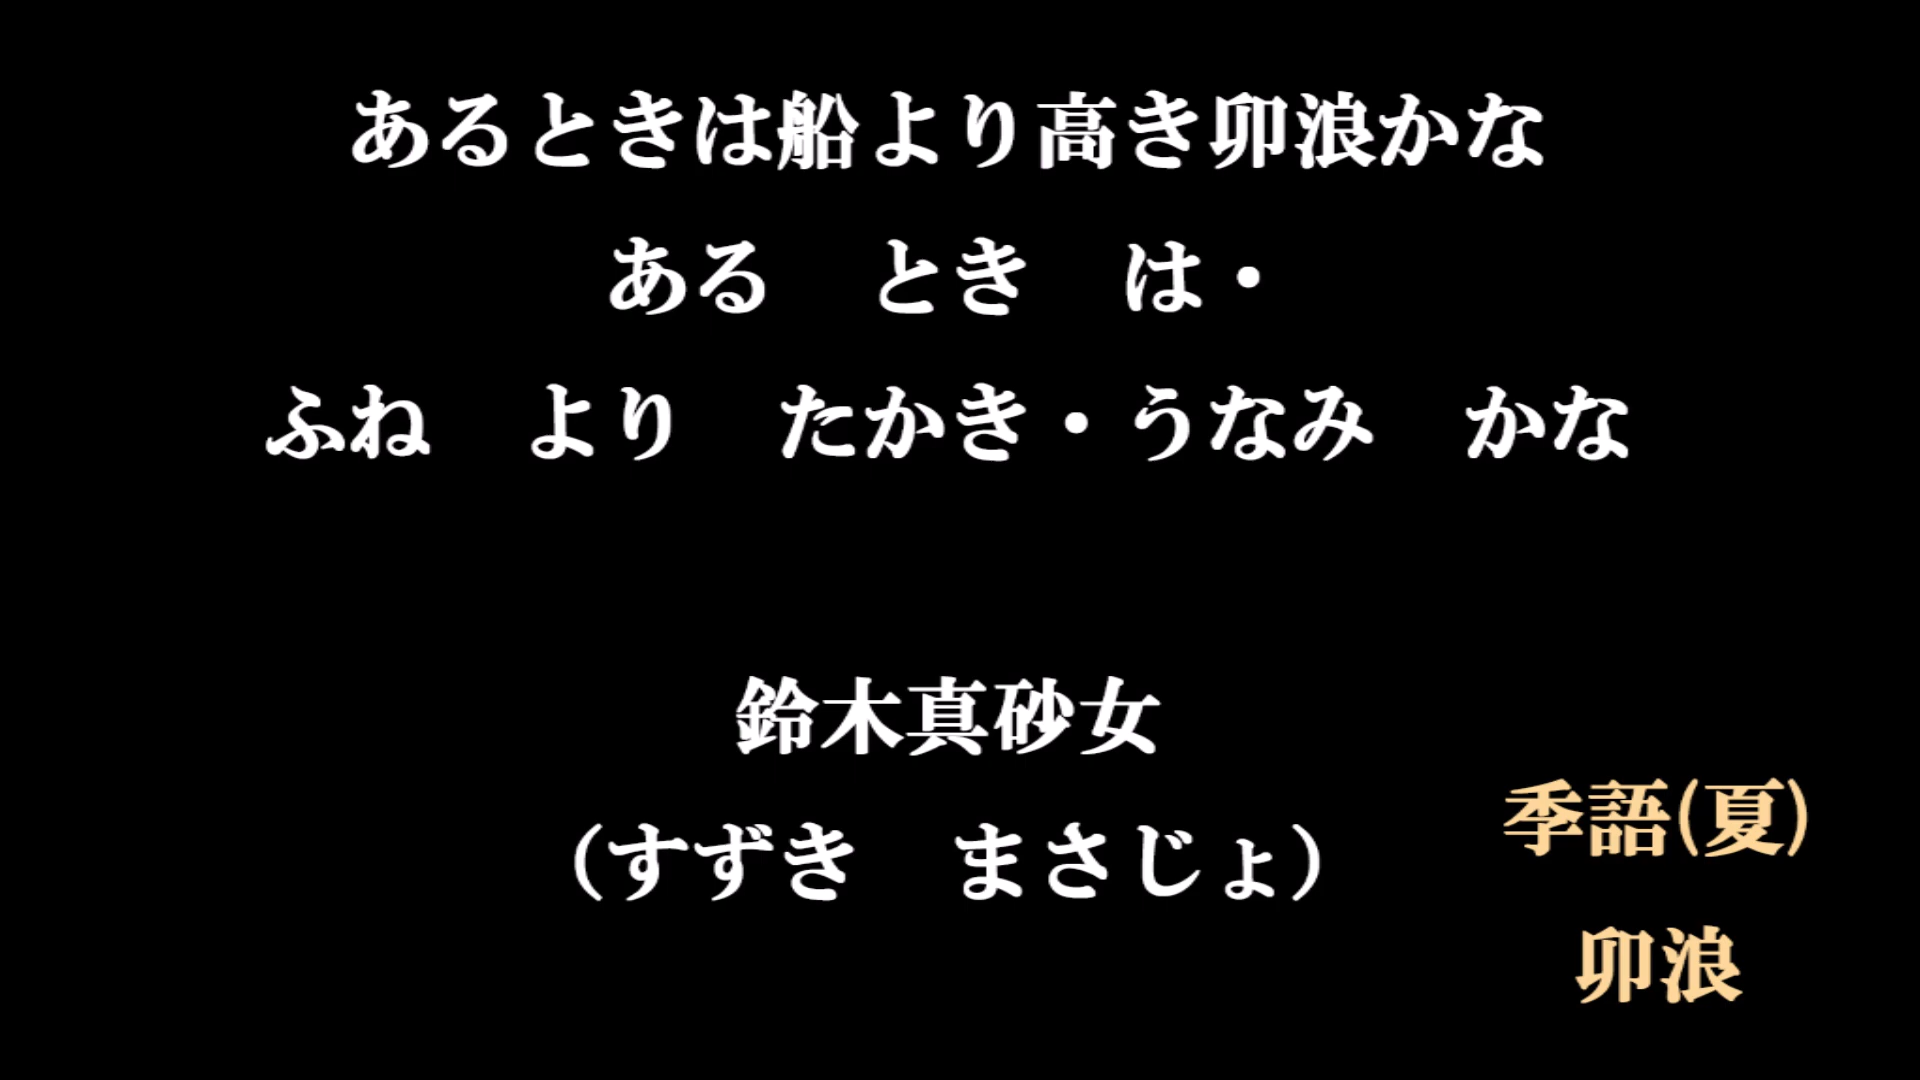 あるときは船より高き卯浪かな
ある　とき　は・
ふね　より　たかき・うなみ　かな
鈴木真砂女
（すずき　まさじょ）
季語(夏)
卯浪